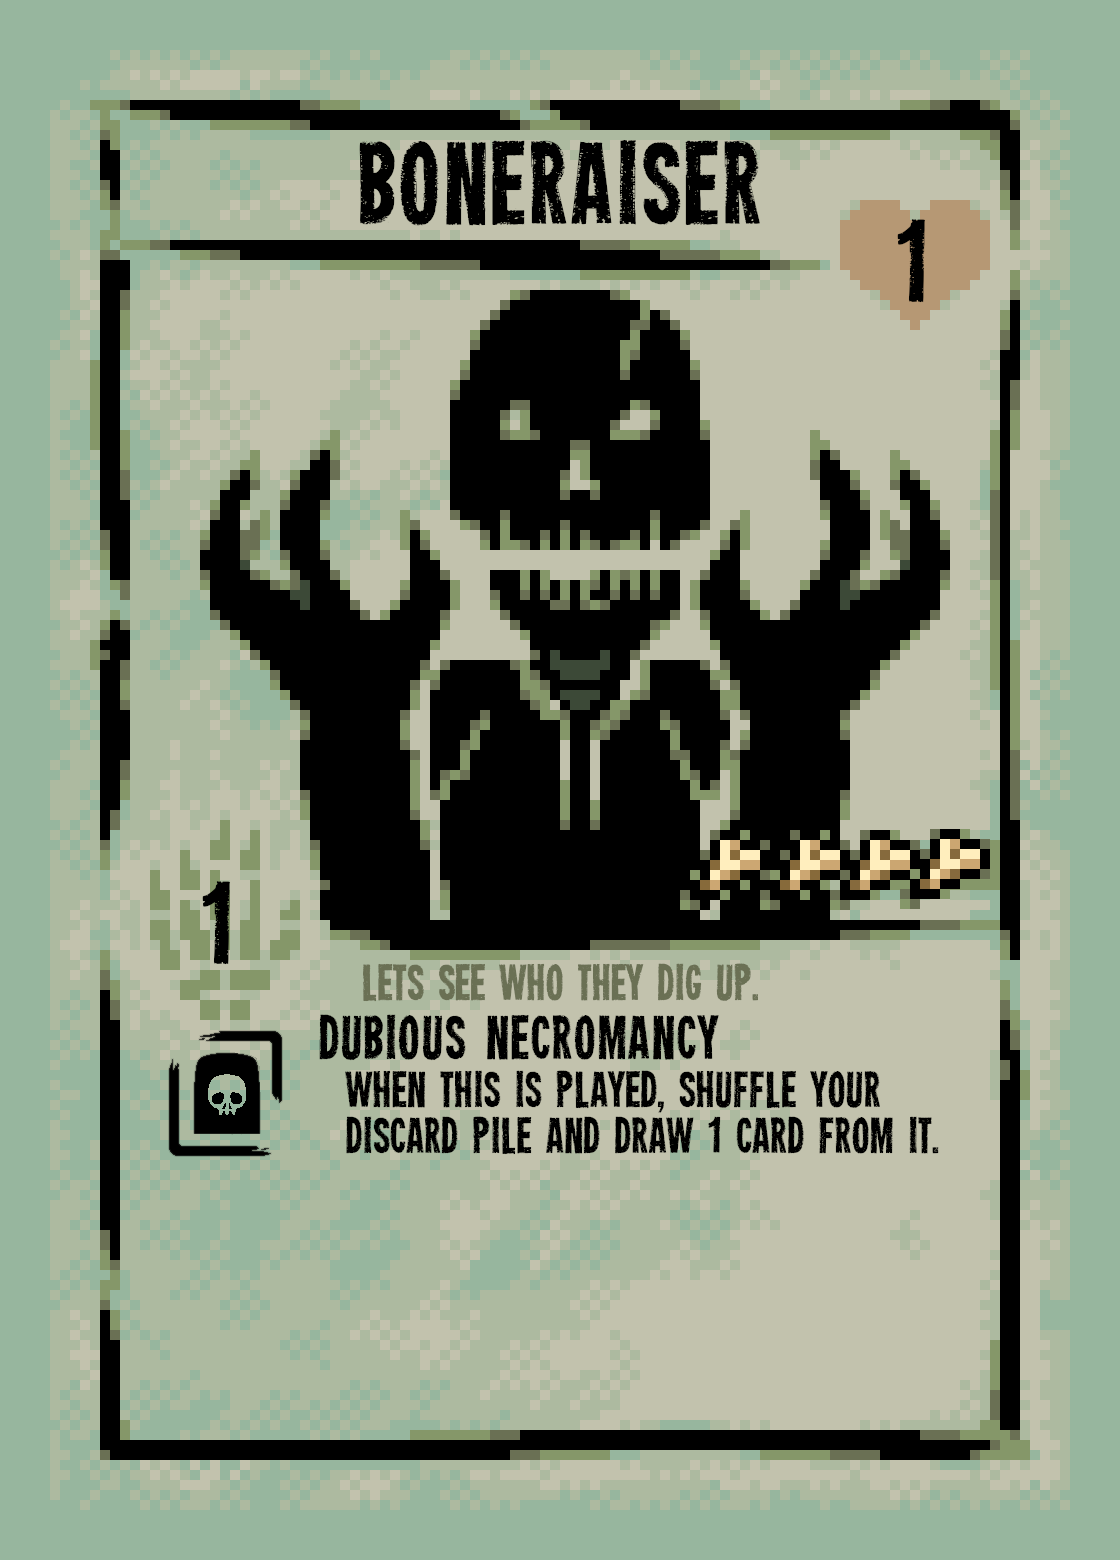 BONERAISER
1
1
LETS SEE WHO THEY DIG UP.
DUBIOUS NECROMANCY
WHEN THIS IS PLAYED, SHUFFLE YOUR
DISCARD PILE AND DRAW 1 CARD FROM IT.